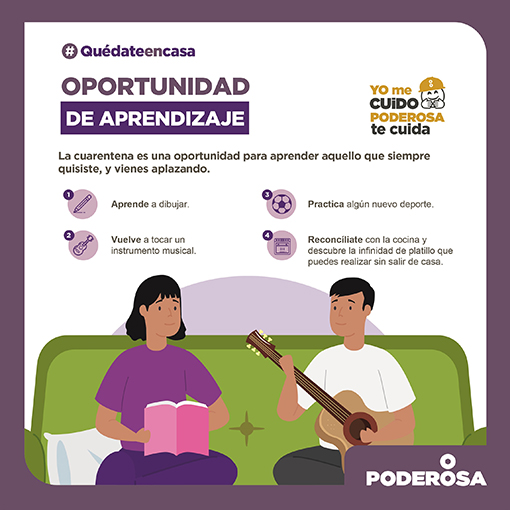 #Quédateencasa
OPORTUNIDAD
DE APRENDIZAJE
YO me
CUIDO
PODEROSA
te cuida
La cuarentena es una oportunidad para aprender aquello que siempre
quisiste, y vienes aplazando.
1
Aprende a dibujar.
2
Vuelve a tocar un
instrumento musical.
3
Practica algún nuevo deporte.
4
Reconcíliate con la cocina y
descubre la infinidad de platillo que
puedes realizar sin salir de casa.
PODEROSA